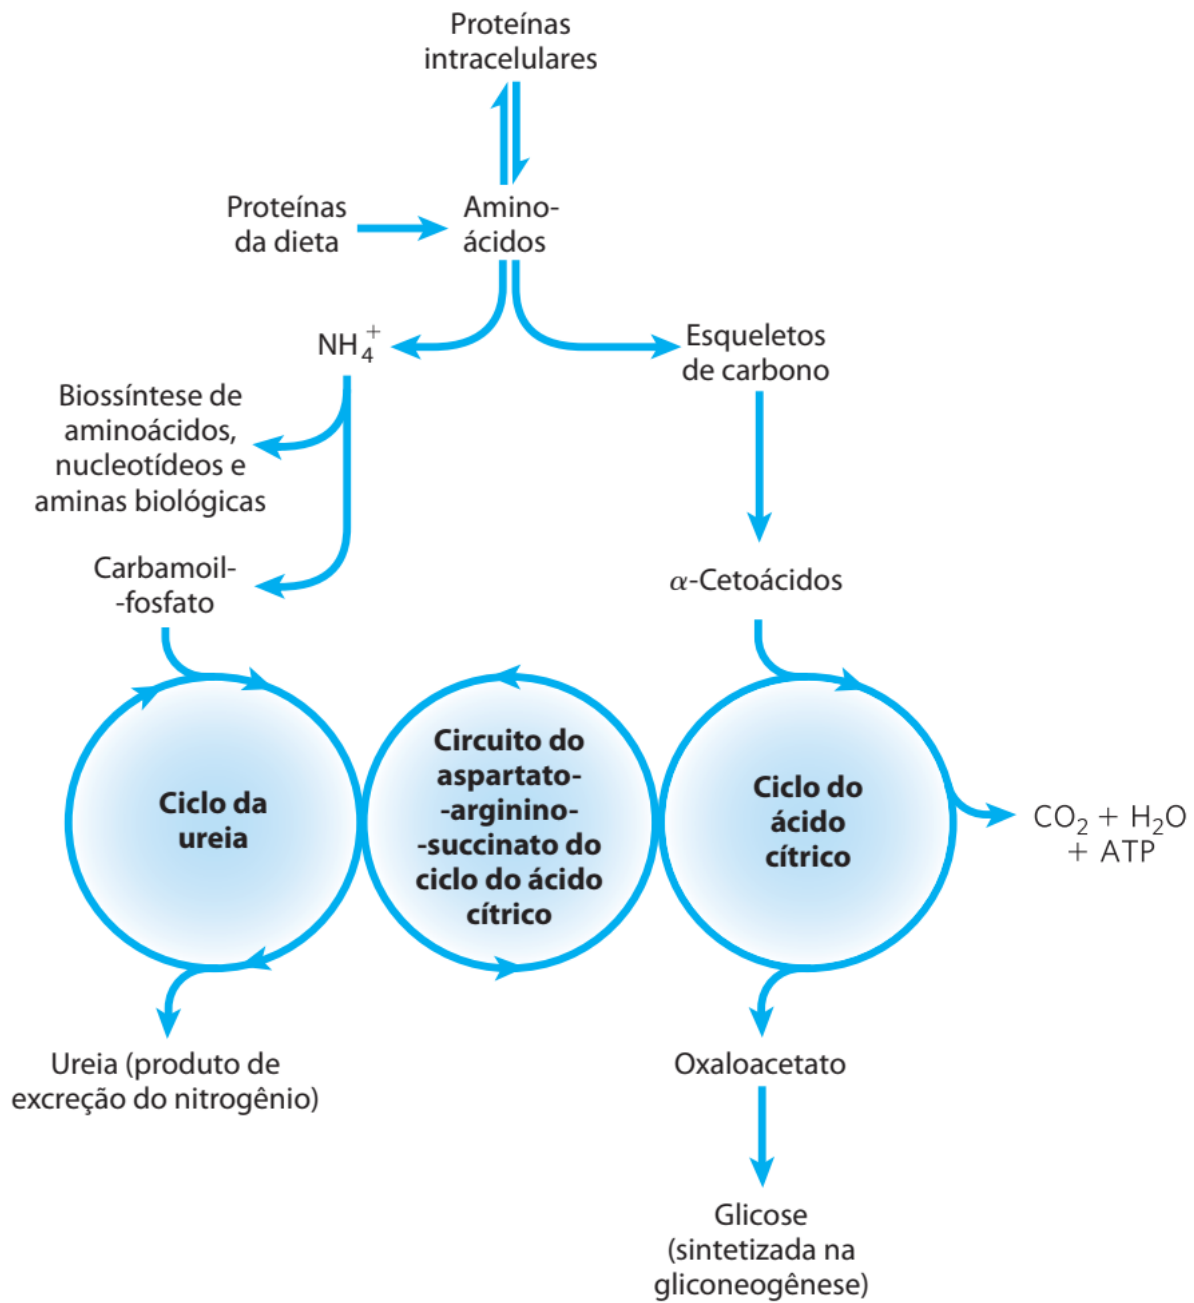 Proteínas
intracelulares
Proteínas
da dieta
Amino-
ácidos
NH₄⁺
Esqueletos
de carbono
Biossíntese de
aminoácidos,
nucleotídeos e
aminas biológicas
Carbamoil-
-fosfato
α-Cetoácidos
Ciclo da
ureia
Circuito do
aspartato-
-arginino-
-succinato do
ciclo do ácido
cítrico
Ciclo do
ácido
cítrico
CO₂ + H₂O
+ ATP
Ureia (produto de
excreção do nitrogênio)
Oxaloacetato
Glicose
(sintetizada na
gliconeogênese)